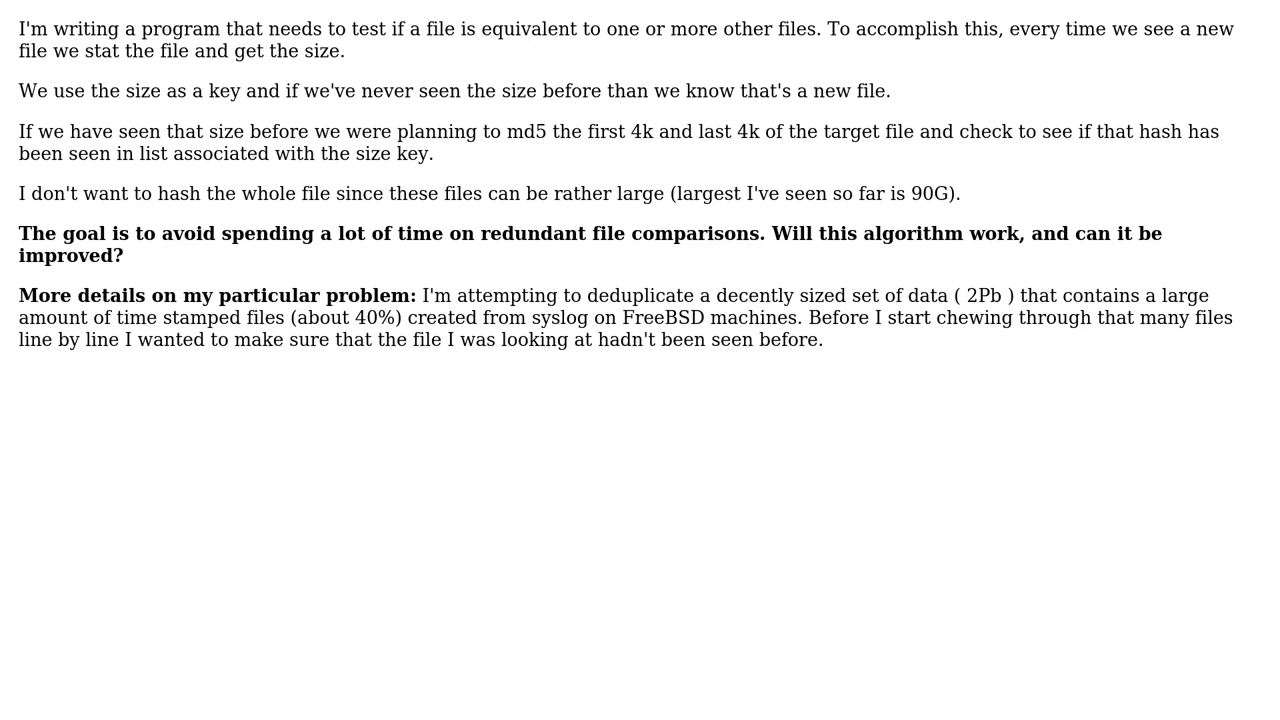 I'm writing a program that needs to test if a file is equivalent to one or more other files. To accomplish this, every time we see a new
file we stat the file and get the size.
We use the size as a key and if we've never seen the size before than we know that's a new file.
If we have seen that size before we were planning to md5 the first 4k and last 4k of the target file and check to see if that hash has
been seen in list associated with the size key.
I don't want to hash the whole file since these files can be rather large (largest I've seen so far is 90G).
The goal is to avoid spending a lot of time on redundant file comparisons. Will this algorithm work, and can it be
improved?
More details on my particular problem: I'm attempting to deduplicate a decently sized set of data ( 2Pb ) that contains a large
amount of time stamped files (about 40%) created from syslog on FreeBSD machines. Before I start chewing through that many files
line by line I wanted to make sure that the file I was looking at hadn't been seen before.